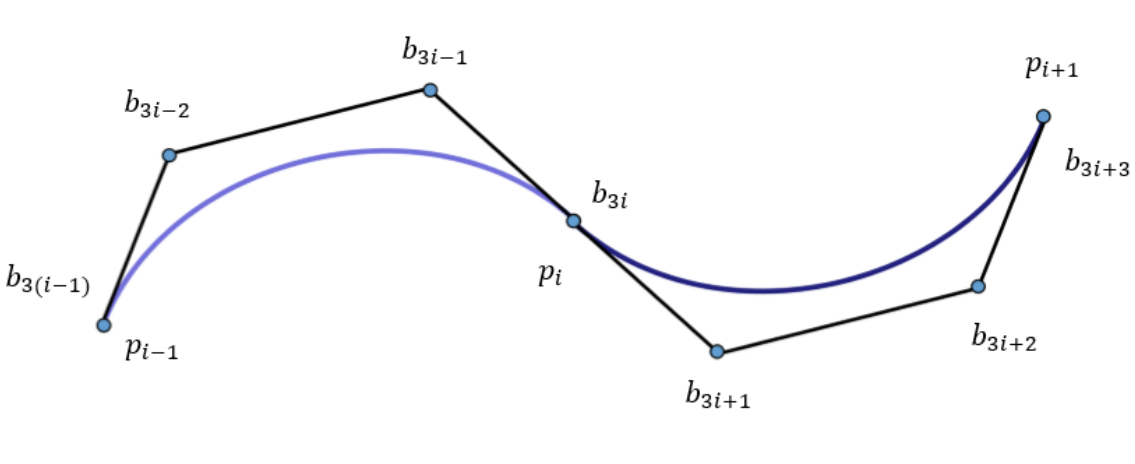 b_{3i−1}
p_{i+1}
b_{3i−2}
b_{3i+3}
b_{3i}
b_{3(i−1)}
p_i
p_{i−1}
b_{3i+2}
b_{3i+1}